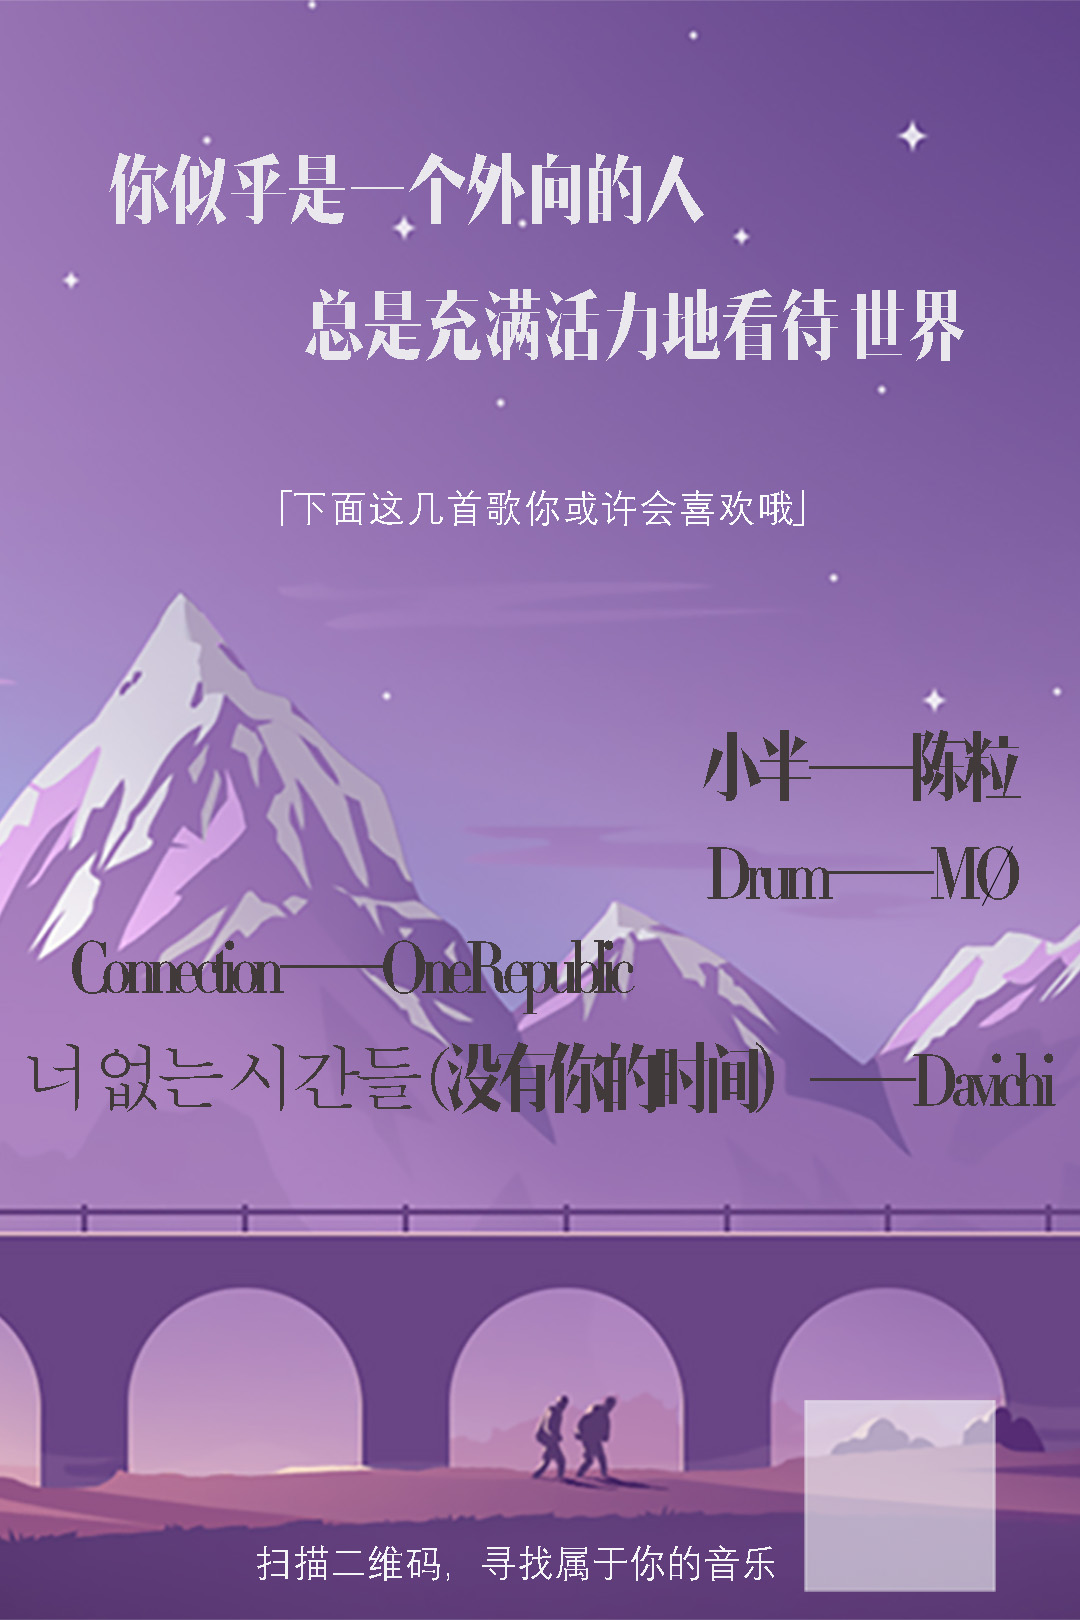 你似乎是一个外向的人
总是充满活力地看待世界
「下面这几首歌你或许会喜欢哦」
小半——陈粒
Drum——MØ
Connection——OneRepublic
너 없는 시간들 (没有你的时间) ——Davichi
扫描二维码，寻找属于你的音乐